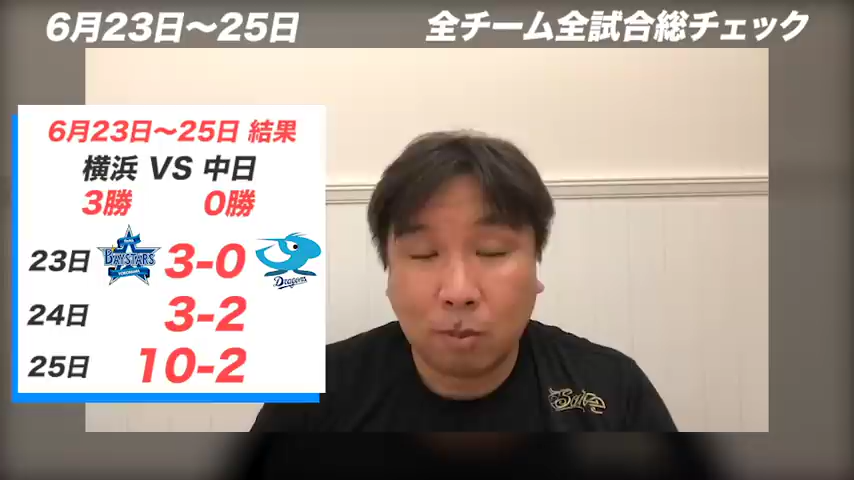 6月23日〜25日
全チーム全試合総チェック
6月23日〜25日 結果
横浜 VS 中日
3勝 0勝
23日 BAYSTARS YOKOHAMA 3-0 Dragons
24日 3-2
25日 10-2